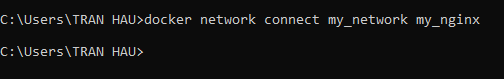 C:\Users\TRAN HAU>docker network connect my_network my_nginx
C:\Users\TRAN HAU>